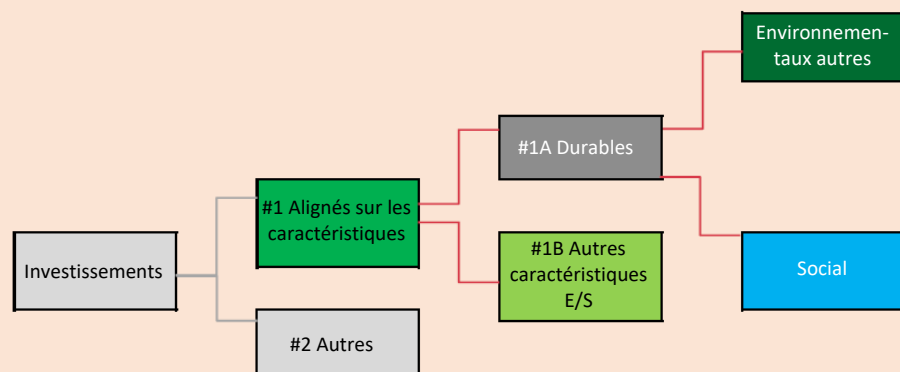 Environnemen-
taux autres
#1A Durables
#1 Alignés sur les
caractéristiques
#1B Autres
caractéristiques
E/S
Social
Investissements
#2 Autres